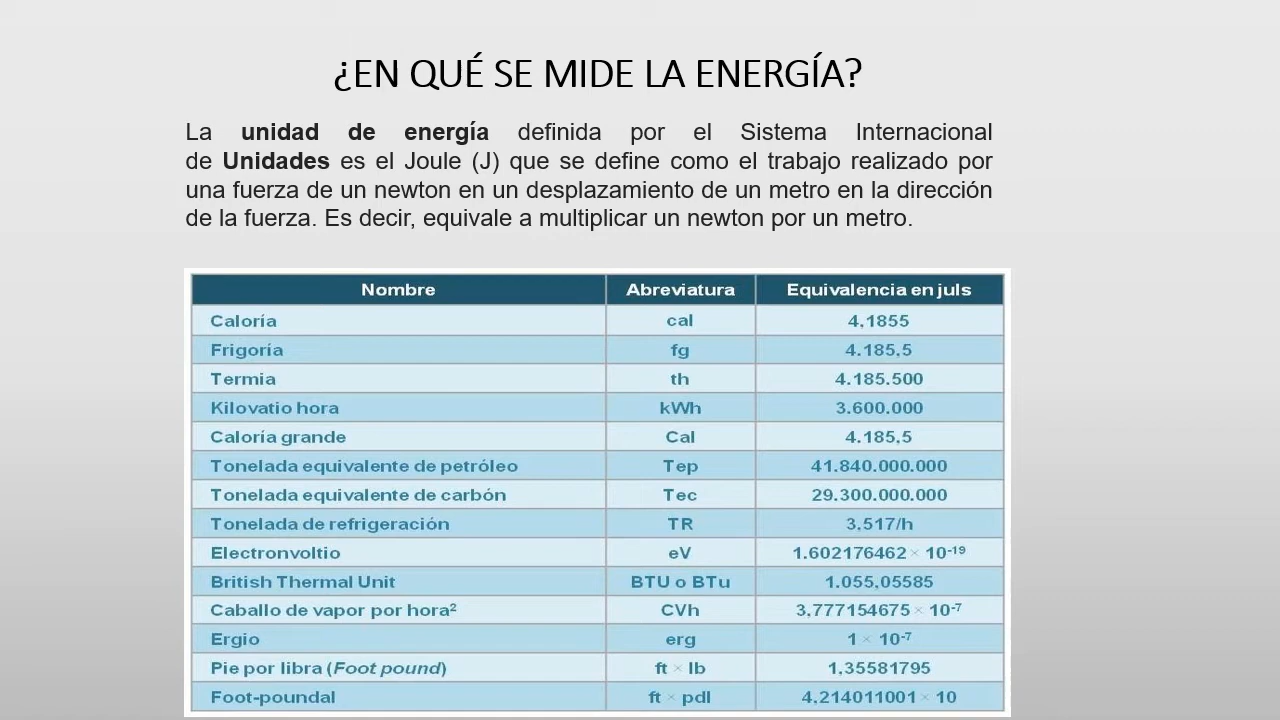 ¿EN QUÉ SE MIDE LA ENERGÍA?
La unidad de energía definida por el Sistema Internacional
de Unidades es el Joule (J) que se define como el trabajo realizado por
una fuerza de un newton en un desplazamiento de un metro en la dirección
de la fuerza. Es decir, equivale a multiplicar un newton por un metro.
Nombre Abreviatura Equivalencia en juls
Caloría cal 4,1855
Frigoría fg 4.185,5
Termia th 4.185.500
Kilovatio hora kWh 3.600.000
Caloría grande Cal 4.185,5
Tonelada equivalente de petróleo Tep 41.840.000.000
Tonelada equivalente de carbón Tec 29.300.000.000
Tonelada de refrigeración TR 3.517/h
Electronvoltio eV 1.602176462 × 10⁻¹⁹
British Thermal Unit BTU o BTu 1.055,05585
Caballo de vapor por hora² CVh 3,777154675 × 10⁻⁷
Ergio erg 1 × 10⁻⁷
Pie por libra (Foot pound) ft × lb 1,35581795
Foot-poundal ft × pdl 4,214011001 × 10